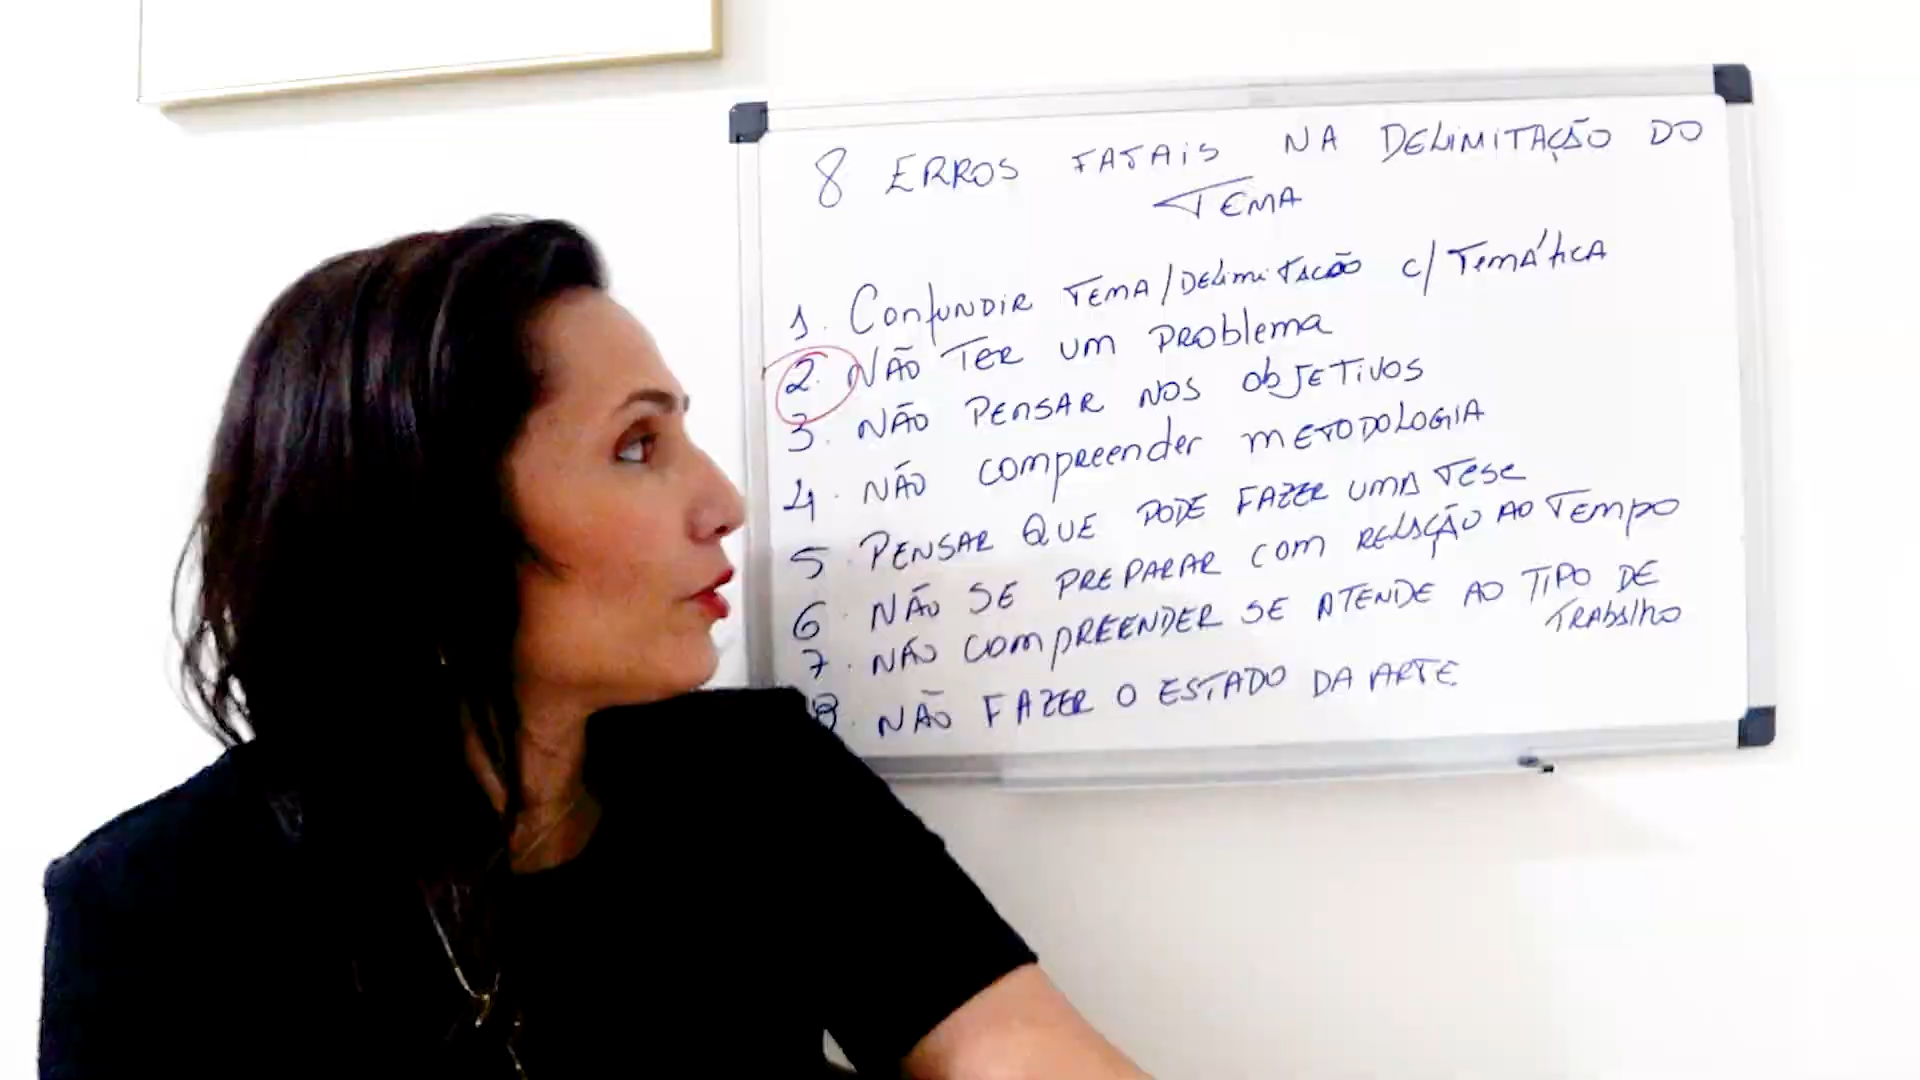 8 ERROS FATAIS NA DELIMITAÇÃO DO
TEMA
1. CONFUNDIR TEMA/DELIMITAÇÃO C/ TEMÁTICA
2. NÃO TER UM PROBLEMA
3. NÃO PENSAR NOS OBJETIVOS
4. NÃO COMPREENDER METODOLOGIA
5. PENSAR QUE PODE FAZER UMA TESE
6. NÃO SE PREPARAR COM RELAÇÃO AO TEMPO
7. NÃO COMPREENDER SE ATENDE AO TIPO DE
TRABALHO
8. NÃO FAZER O ESTADO DA ARTE